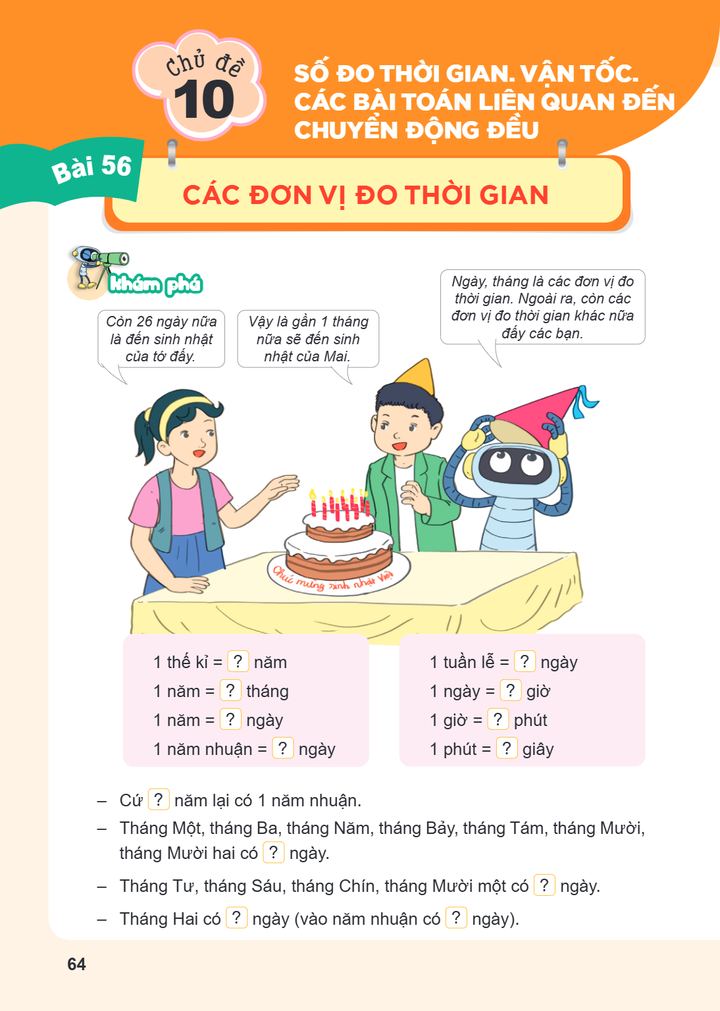 Chủ đề
10
SỐ ĐO THỜI GIAN. VẬN TỐC.
CÁC BÀI TOÁN LIÊN QUAN ĐẾN
CHUYỂN ĐỘNG ĐỀU
Bài 56
CÁC ĐƠN VỊ ĐO THỜI GIAN
khám phá
Còn 26 ngày nữa
là đến sinh nhật
của tớ đấy.
Vậy là gần 1 tháng
nữa sẽ đến sinh
nhật của Mai.
Ngày, tháng là các đơn vị đo
thời gian. Ngoài ra, còn các
đơn vị đo thời gian khác nữa
đấy các bạn.
Chúc mừng sinh nhật Việt
1 thế kỉ = ? năm
1 năm = ? tháng
1 năm = ? ngày
1 năm nhuận = ? ngày
1 tuần lễ = ? ngày
1 ngày = ? giờ
1 giờ = ? phút
1 phút = ? giây
– Cứ ? năm lại có 1 năm nhuận.
– Tháng Một, tháng Ba, tháng Năm, tháng Bảy, tháng Tám, tháng Mười,
tháng Mười hai có ? ngày.
– Tháng Tư, tháng Sáu, tháng Chín, tháng Mười một có ? ngày.
– Tháng Hai có ? ngày (vào năm nhuận có ? ngày).
64